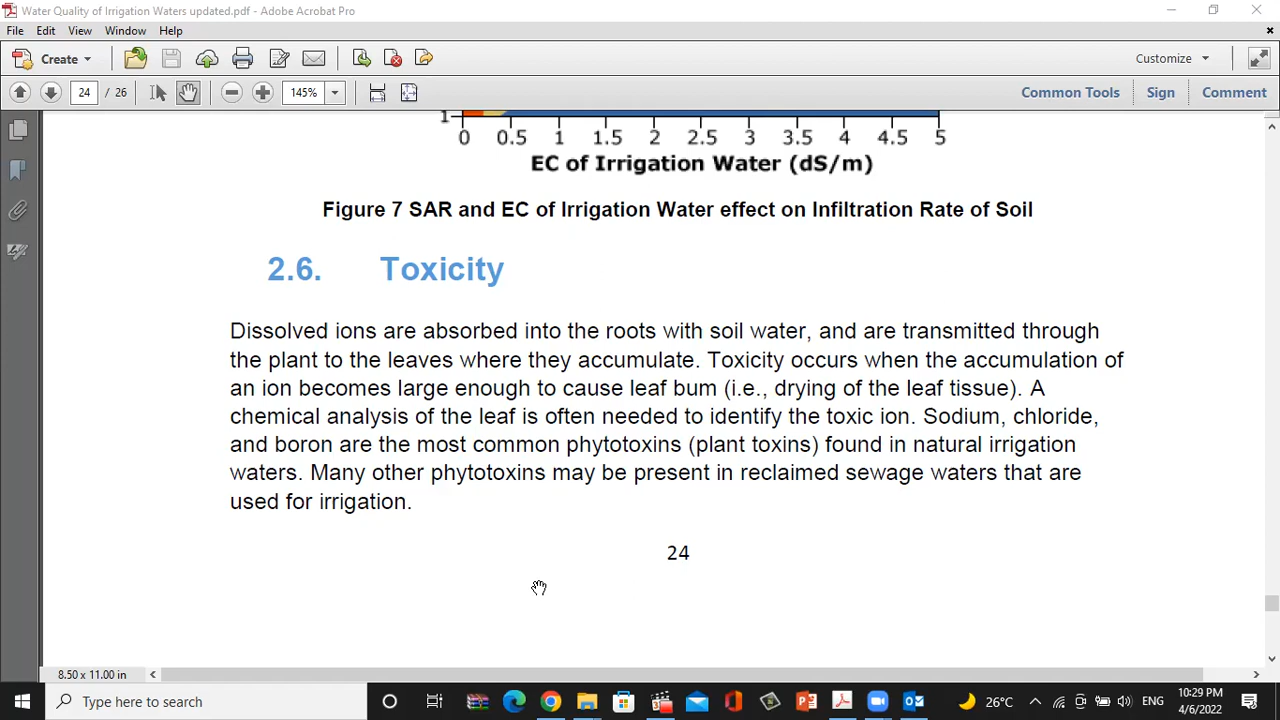 Water Quality of Irrigation Waters updated.pdf - Adobe Acrobat Pro
File Edit View Window Help
Create
Customize
24 / 26
145%
Common Tools
Sign
Comment
1
0 0.5 1 1.5 2 2.5 3 3.5 4 4.5 5
EC of Irrigation Water (dS/m)
Figure 7 SAR and EC of Irrigation Water effect on Infiltration Rate of Soil
2.6. Toxicity
Dissolved ions are absorbed into the roots with soil water, and are transmitted through
the plant to the leaves where they accumulate. Toxicity occurs when the accumulation of
an ion becomes large enough to cause leaf bum (i.e., drying of the leaf tissue). A
chemical analysis of the leaf is often needed to identify the toxic ion. Sodium, chloride,
and boron are the most common phytotoxins (plant toxins) found in natural irrigation
waters. Many other phytotoxins may be present in reclaimed sewage waters that are
used for irrigation.
24
8.50 x 11.00 in
Type here to search
26°C
ENG
10:29 PM
4/6/2022